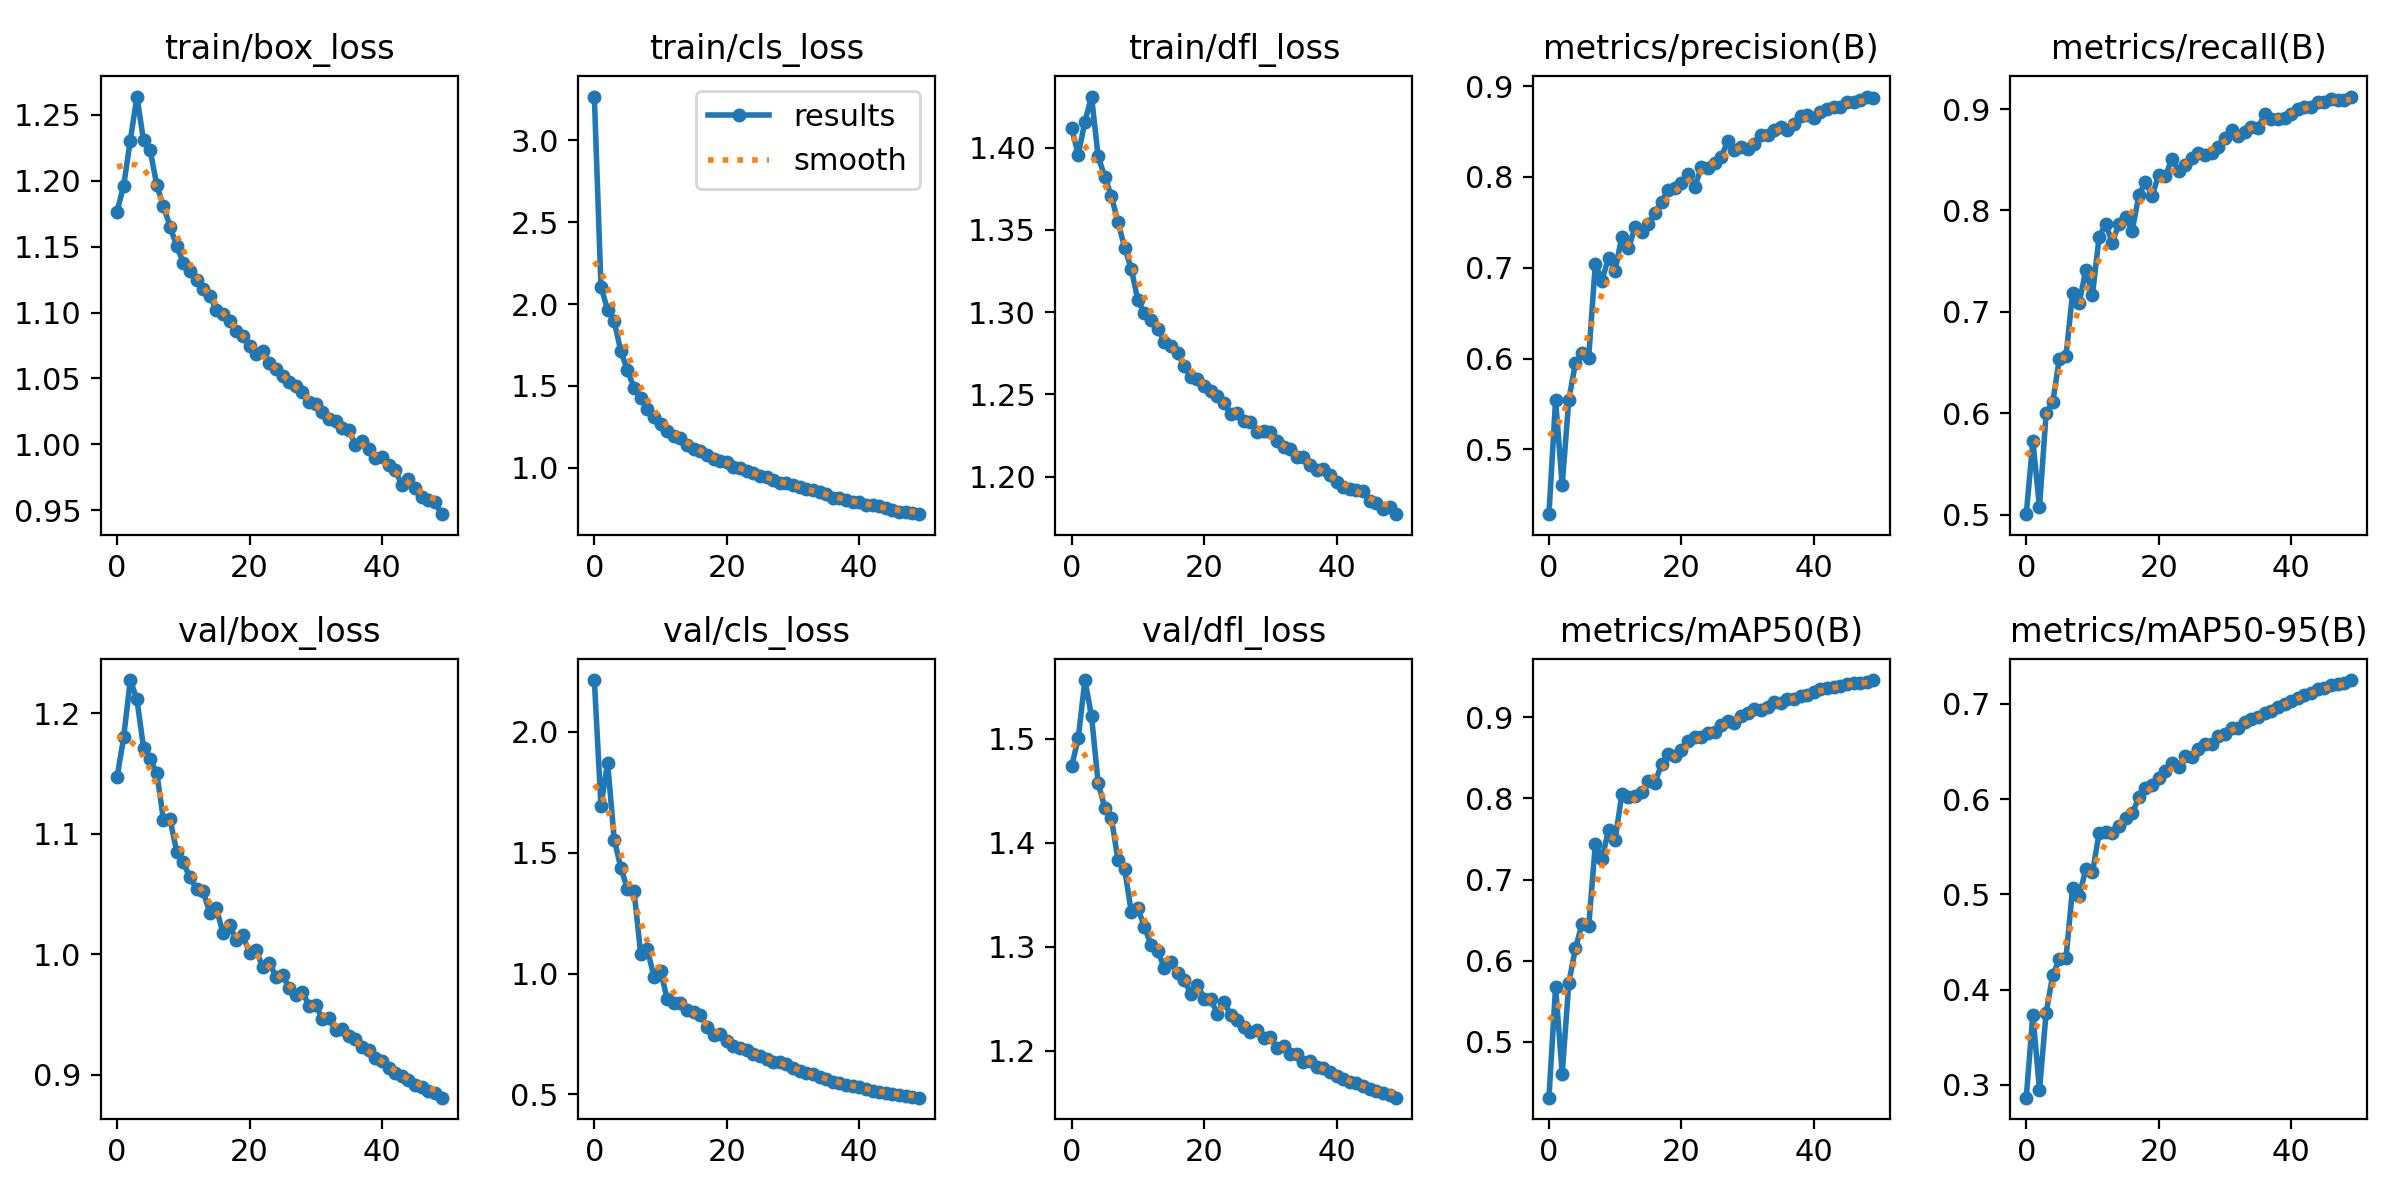 train/box_loss
1.25
1.20
1.15
1.10
1.05
1.00
0.95
0 20 40
train/cls_loss
results
smooth
3.0
2.5
2.0
1.5
1.0
0 20 40
train/dfl_loss
1.40
1.35
1.30
1.25
1.20
0 20 40
metrics/precision(B)
0.9
0.8
0.7
0.6
0.5
0 20 40
metrics/recall(B)
0.9
0.8
0.7
0.6
0.5
0 20 40
val/box_loss
1.2
1.1
1.0
0.9
0 20 40
val/cls_loss
2.0
1.5
1.0
0.5
0 20 40
val/dfl_loss
1.5
1.4
1.3
1.2
0 20 40
metrics/mAP50(B)
0.9
0.8
0.7
0.6
0.5
0 20 40
metrics/mAP50-95(B)
0.7
0.6
0.5
0.4
0.3
0 20 40